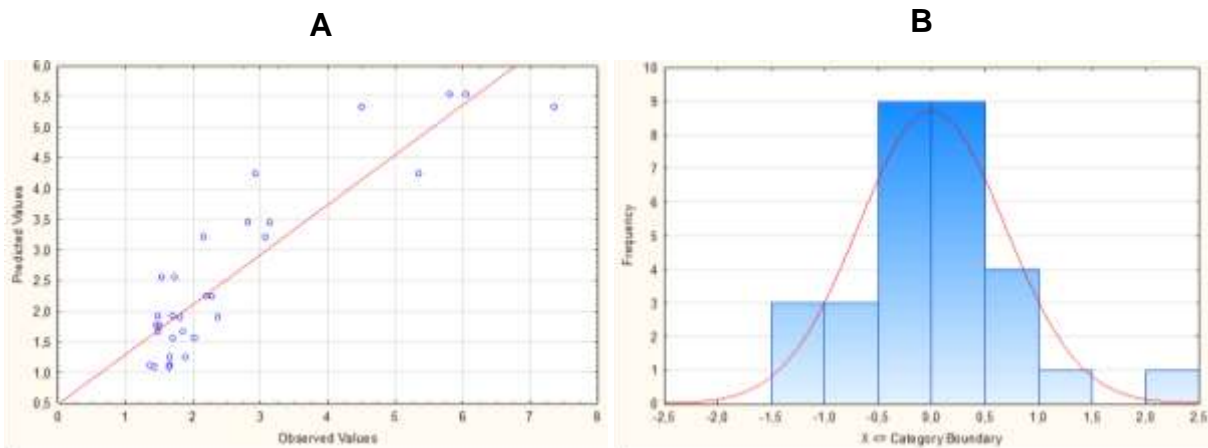 A
B
6,0
5,5
5,0
4,5
4,0
3,5
3,0
2,5
2,0
1,5
1,0
0,5
Predicted Values
0 1 2 3 4 5 6 7 8
Observed Values
10
9
8
7
6
5
4
3
2
1
0
Frequency
-2,5 -2,0 -1,5 -1,0 -0,5 0,0 0,5 1,0 1,5 2,0 2,5
X <= Category Boundary